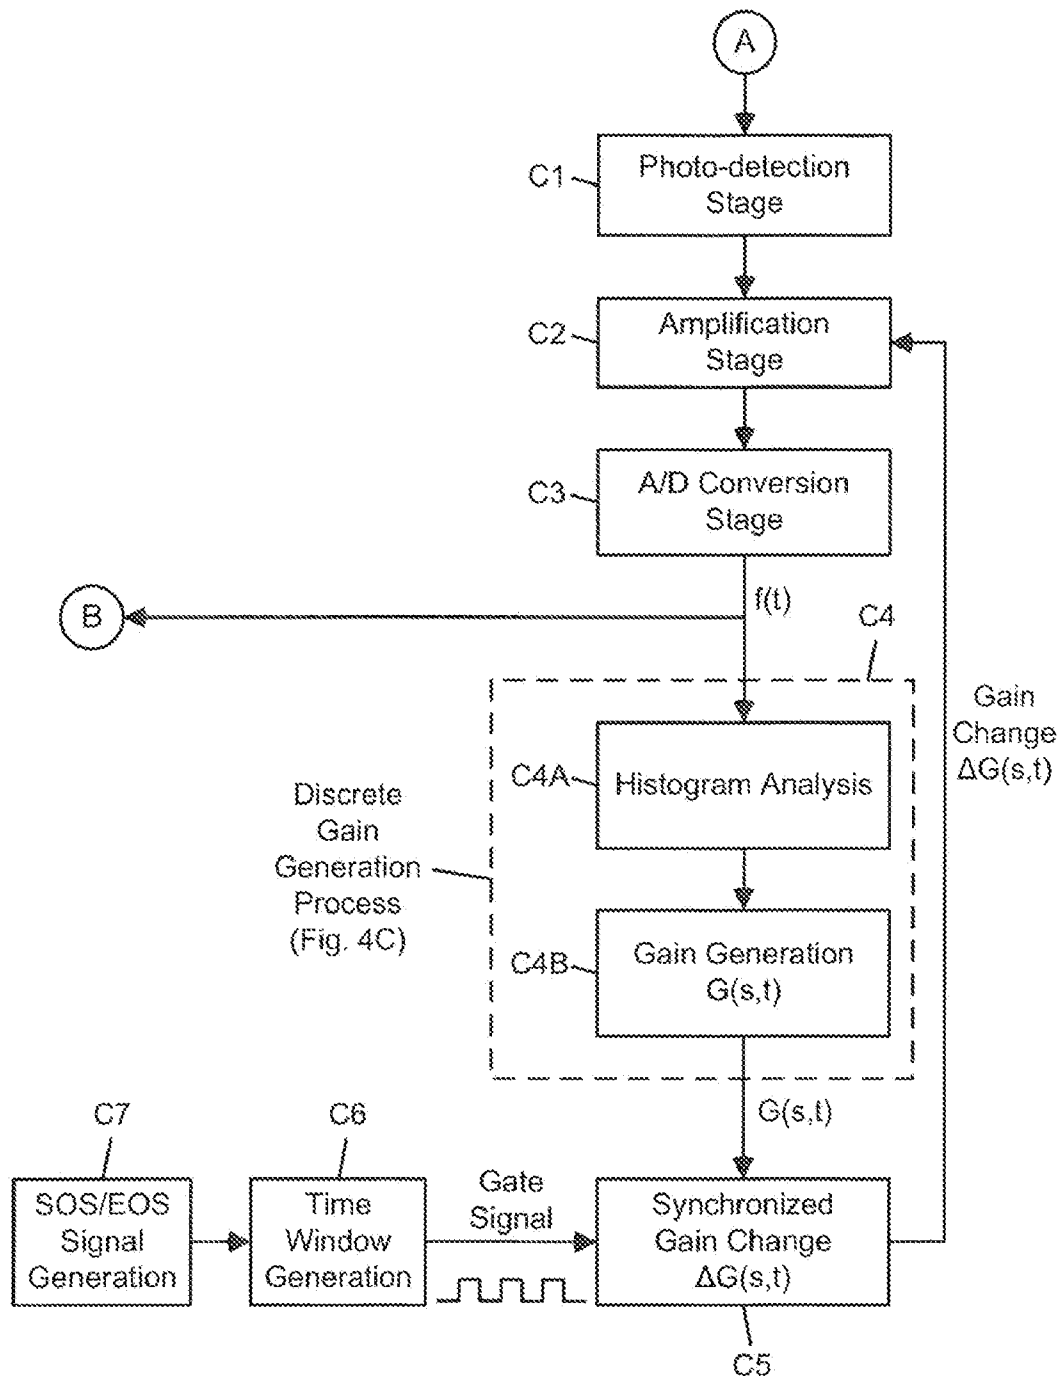 A
C1
Photo-detection
Stage
C2
Amplification
Stage
C3
A/D Conversion
Stage
f(t)
B
C4
Gain
Change
ΔG(s,t)
C4A
Histogram Analysis
Discrete
Gain
Generation
Process
(Fig. 4C)
C4B
Gain Generation
G(s,t)
G(s,t)
C7
SOS/EOS
Signal
Generation
C6
Time
Window
Generation
Gate
Signal
Synchronized
Gain Change
ΔG(s,t)
C5